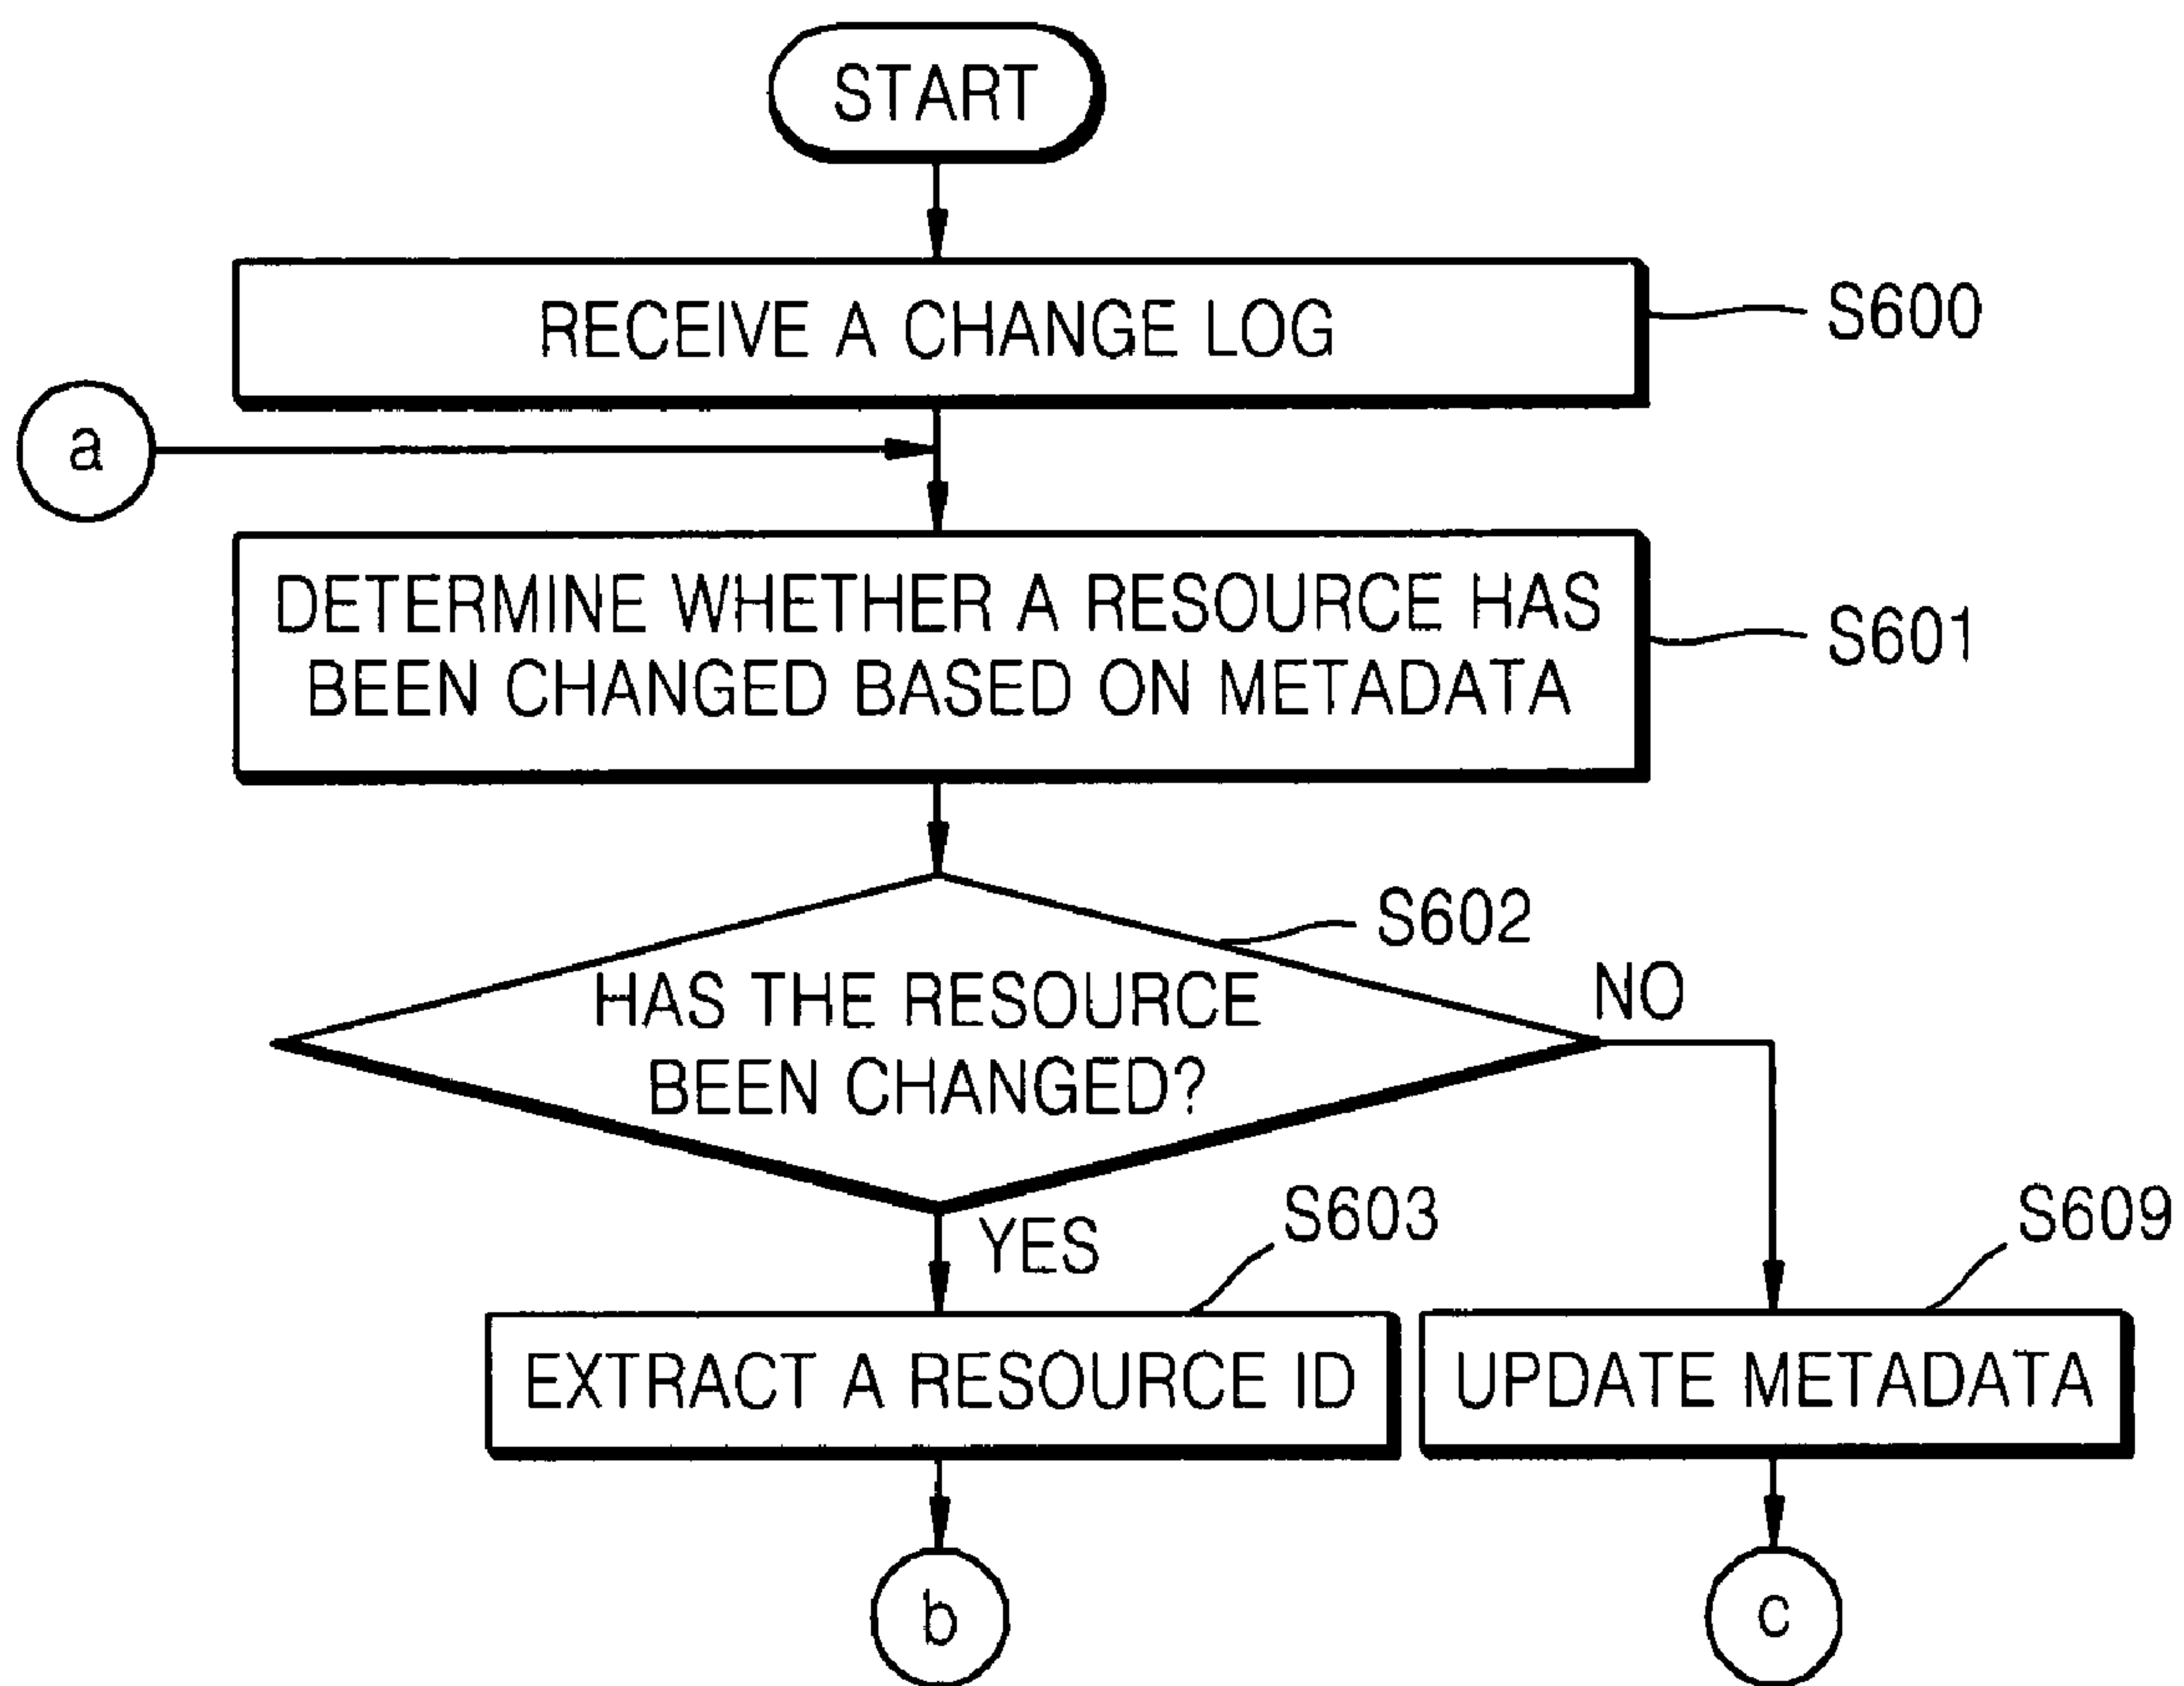 START
RECEIVE A CHANGE LOG
S600
a
DETERMINE WHETHER A RESOURCE HAS
BEEN CHANGED BASED ON METADATA
S601
S602
HAS THE RESOURCE
BEEN CHANGED?
NO
YES
S603
S609
EXTRACT A RESOURCE ID
UPDATE METADATA
b
c